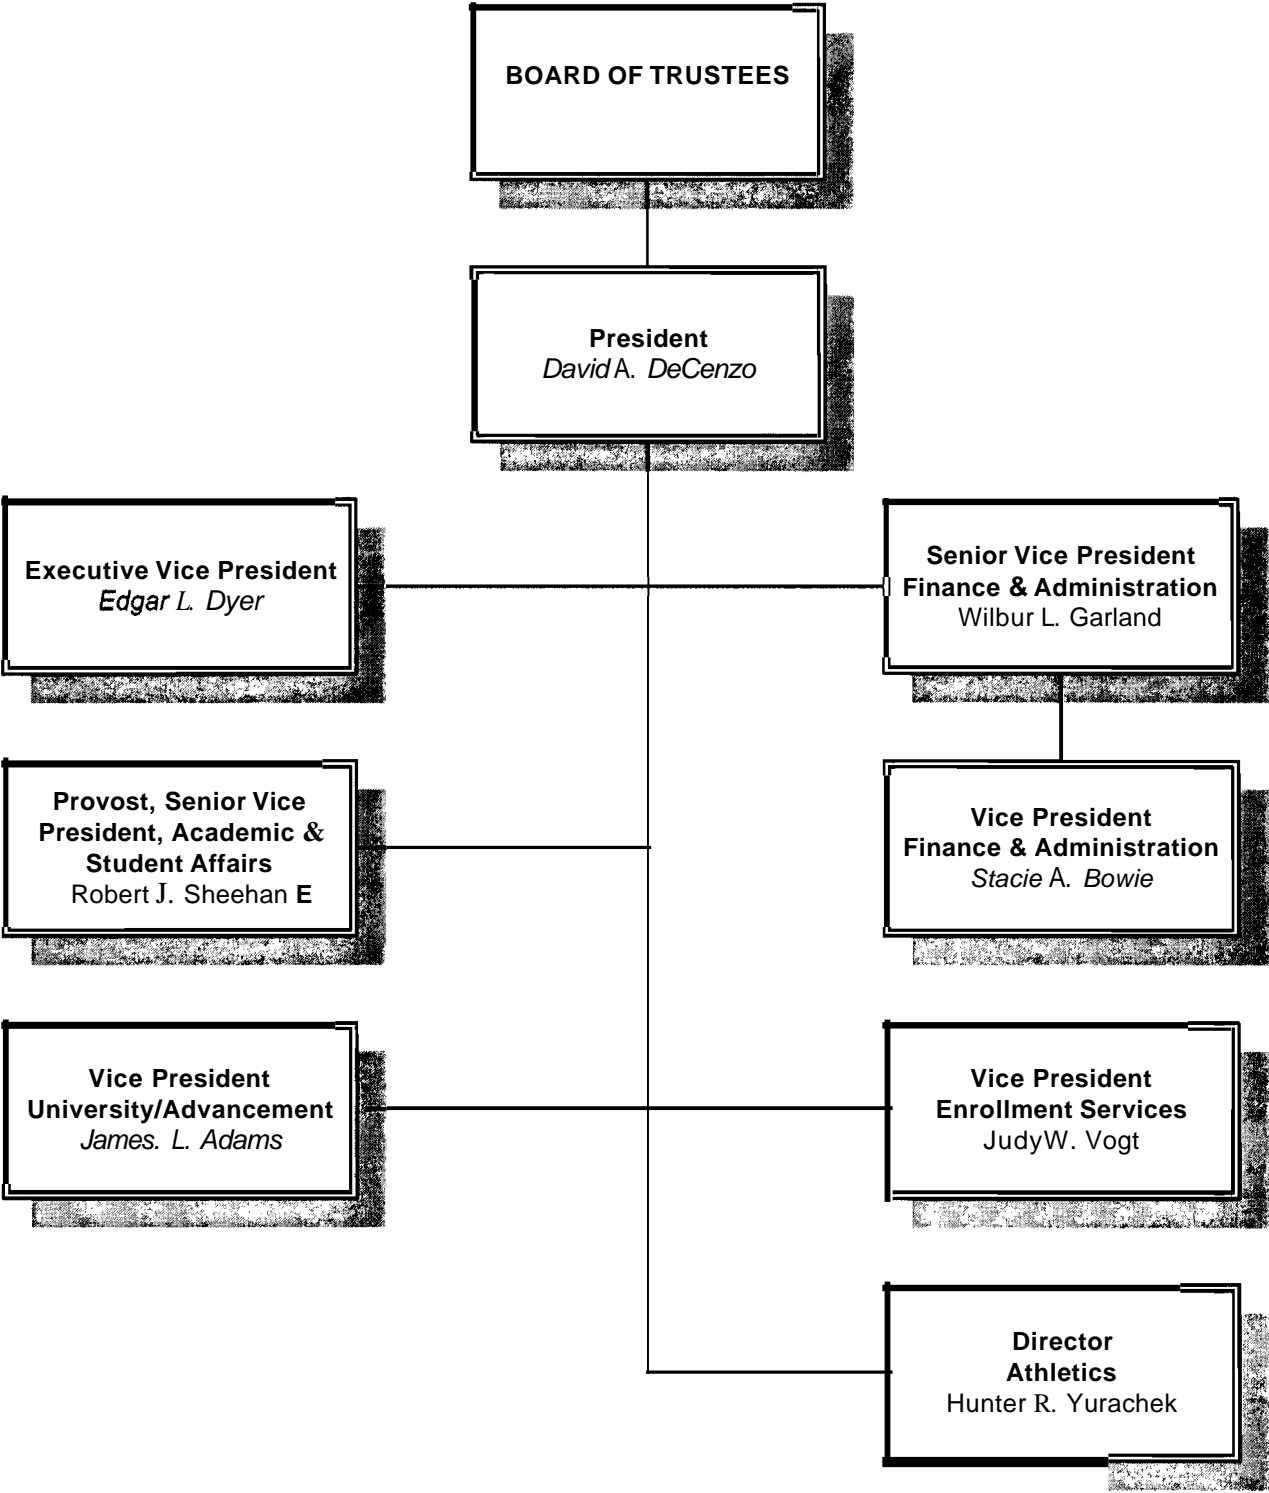 BOARD OF TRUSTEES
President
David A. DeCenzo
Executive Vice President
Edgar L. Dyer
Senior Vice President
Finance & Administration
Wilbur L. Garland
Provost, Senior Vice
President, Academic &
Student Affairs
Robert J. Sheehan E
Vice President
Finance & Administration
Stacie A. Bowie
Vice President
University/Advancement
James. L. Adams
Vice President
Enrollment Services
JudyW. Vogt
Director
Athletics
Hunter R. Yurachek